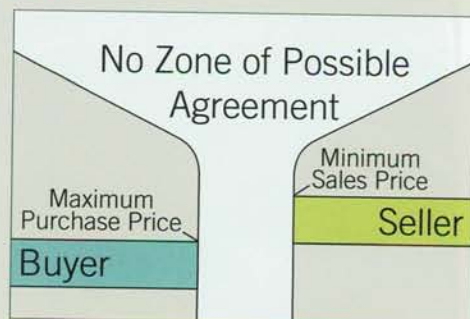 No Zone of Possible
Agreement
Minimum
Sales Price
Maximum
Purchase Price
Seller
Buyer